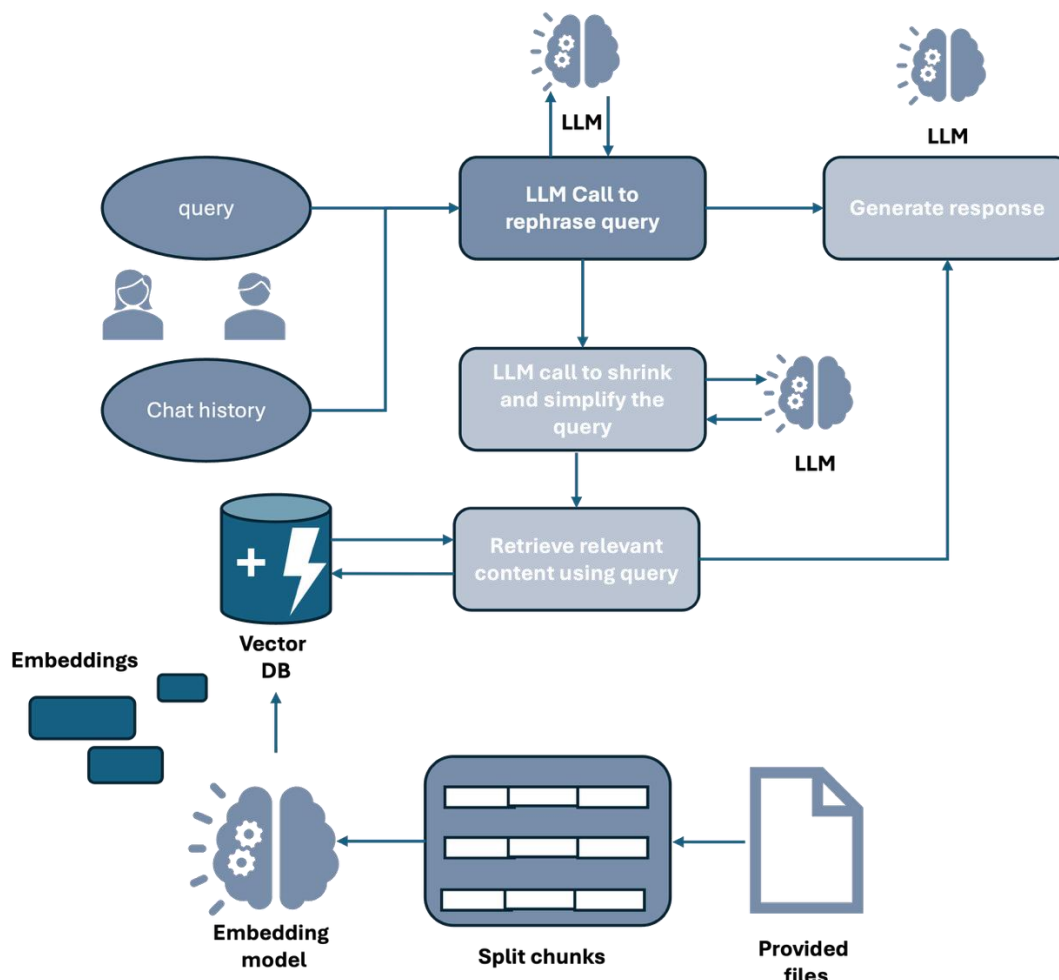 LLM
LLM
LLM Call to
rephrase query
Generate response
query
Chat history
LLM call to shrink
and simplify the
query
LLM
Retrieve relevant
content using query
+
Vector
DB
Embeddings
Embedding
model
Split chunks
Provided
files